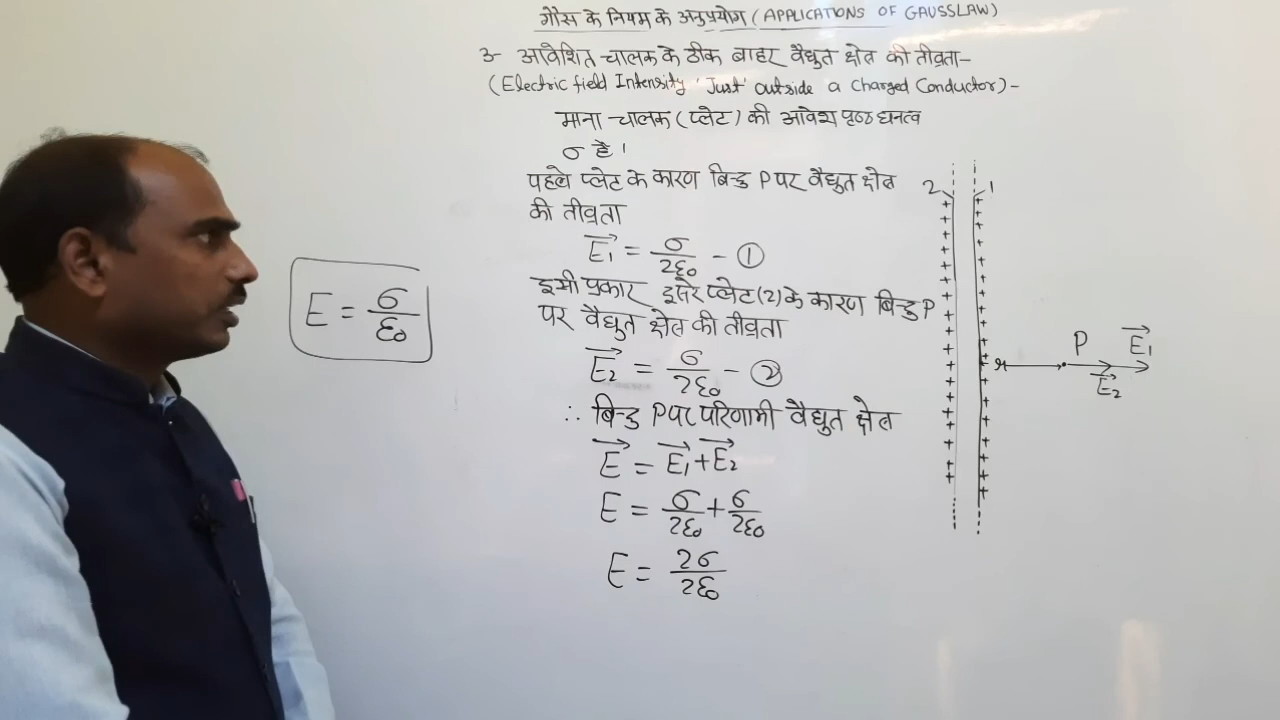 गौस के नियम के अनुप्रयोग (APPLICATIONS OF GAUSSLAW)
3- आवेशित चालक के ठीक बाहर वैद्युत क्षेत्र की तीव्रता-
(Electric field Intensity 'Just' outside a Charged Conductor)-
माना चालक (प्लेट) की आवेश पृष्ठ घनत्व
σ है।
पहले प्लेट के कारण बिन्दु P पर वैद्युत क्षेत्र
की तीव्रता
E₁ = σ/2ε₀ - ①
इसी प्रकार दूसरे प्लेट (2) के कारण बिन्दु P
पर वैद्युत क्षेत्र की तीव्रता
E₂ = σ/2ε₀ - ②
∴ बिन्दु P पर परिणामी वैद्युत क्षेत्र
E = E₁ + E₂
E = σ/2ε₀ + σ/2ε₀
E = 2σ/2ε₀
E = σ/ε₀
2 1
r P E₁
E₂